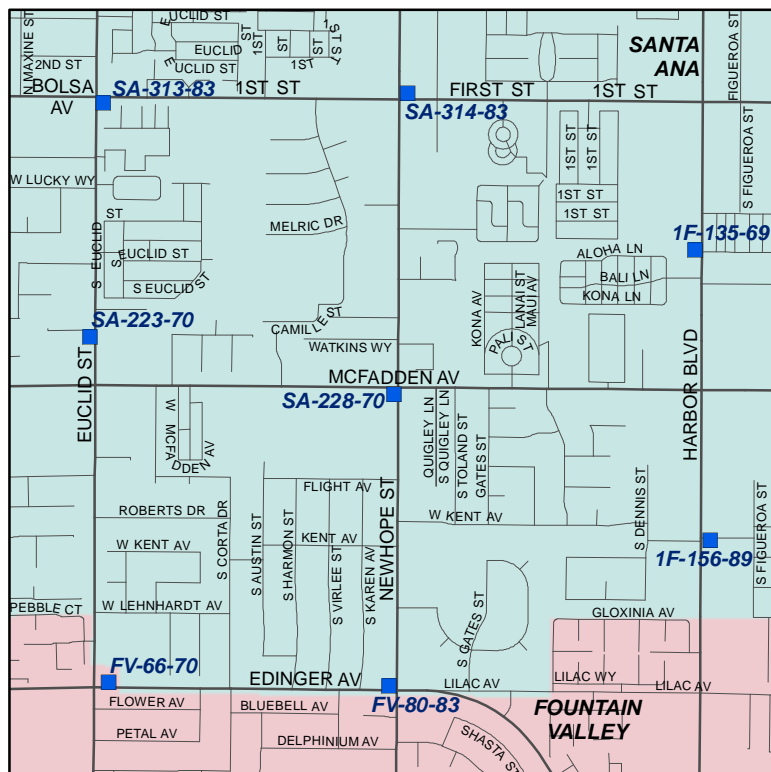 N MAXINE ST
EUCLID ST
E
EUCLID
E
UCLID ST
1ST
1ST
1
ST ST
SANTA
ANA
FIGUEROA ST
2ND ST
BOLSA
AV
SA-313-83
1ST ST
FIRST ST
1ST ST
SA-314-83
1ST ST
1ST ST
S FIGUEROA ST
W LUCKY WY
1ST ST
1ST ST
S EUCLID
ST
MELRIC DR
S EUCLID ST
S EUCLID ST
1F-135-69
ALOHA LN
BALI LN
KONA LN
KONA AV
LANAI ST
MAUI AV
PALI ST
SA-223-70
CAMILLE ST
WATKINS WY
EUCLID ST
MCFADDEN AV
HARBOR BLVD
SA-228-70
W MCFA
DDEN AV
QUIGLEY LN
S QUIGLEY LN
S TOLAND
GATES ST
NEWHOPE ST
FLIGHT AV
ROBERTS DR
S CORTA DR
S AUSTIN ST
S HARMON ST
W KENT AV
S DENNIS ST
W KENT AV
KENT AV
S VIRLEE ST
S KAREN AV
1F-156-89
S FIGUEROA ST
PEBBLE CT
W LEHNHARDT AV
S GATES ST
GLOXINIA AV
FV-66-70
EDINGER AV
LILAC AV
LILAC WY
LILAC AV
FLOWER AV
BLUEBELL AV
FV-80-83
FOUNTAIN
VALLEY
PETAL AV
DELPHINIUM AV
SHASTA ST